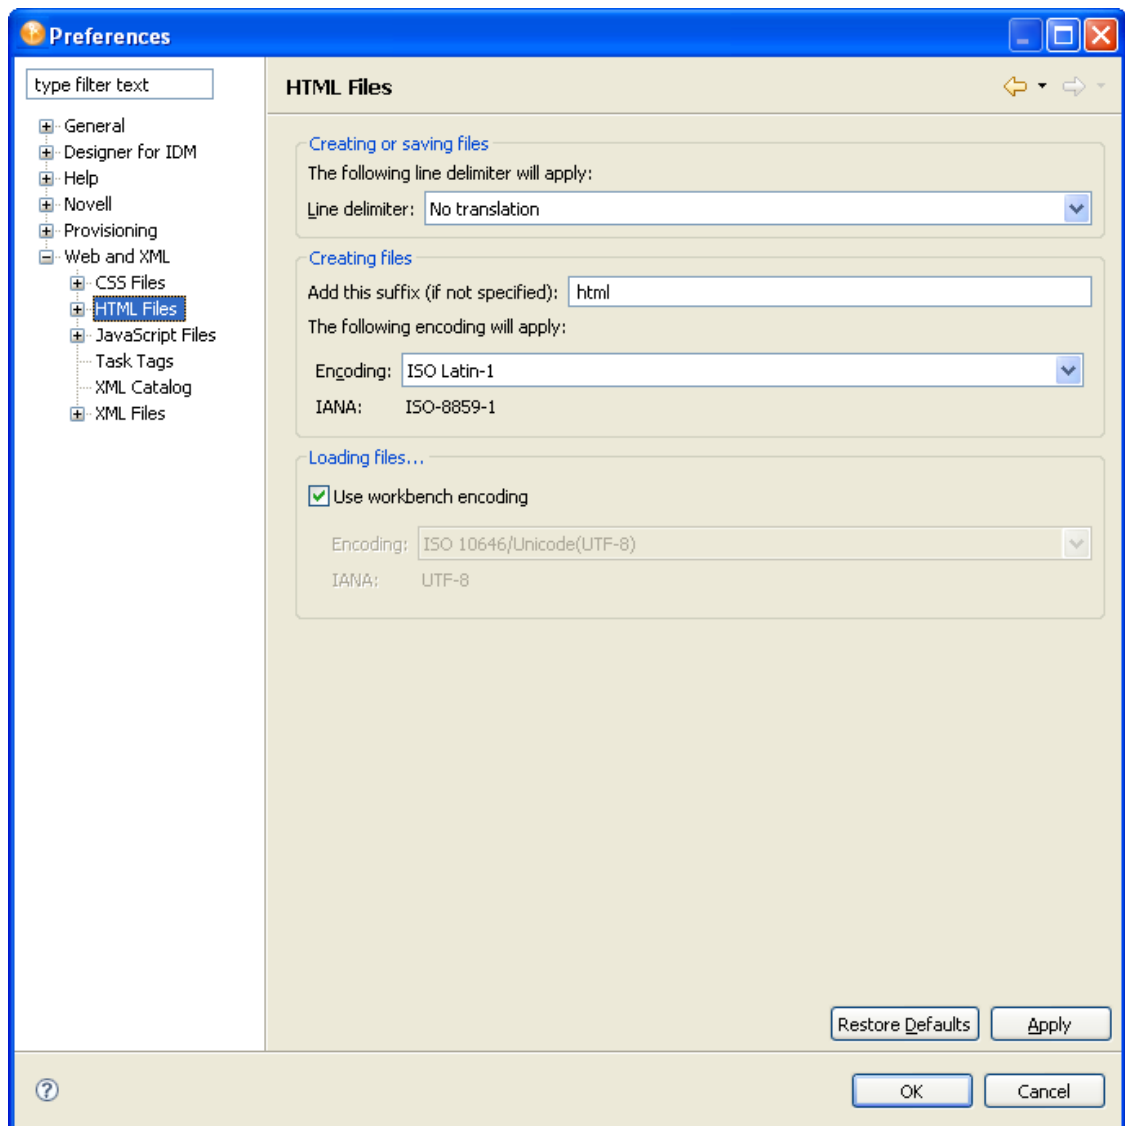 Preferences
type filter text
General
Designer for IDM
Help
Novell
Provisioning
Web and XML
CSS Files
HTML Files
JavaScript Files
Task Tags
XML Catalog
XML Files
HTML Files
Creating or saving files
The following line delimiter will apply:
Line delimiter: No translation
Creating files
Add this suffix (if not specified): html
The following encoding will apply:
Encoding: ISO Latin-1
IANA: ISO-8859-1
Loading files...
Use workbench encoding
Encoding: ISO 10646/Unicode(UTF-8)
IANA: UTF-8
Restore Defaults Apply
? OK Cancel